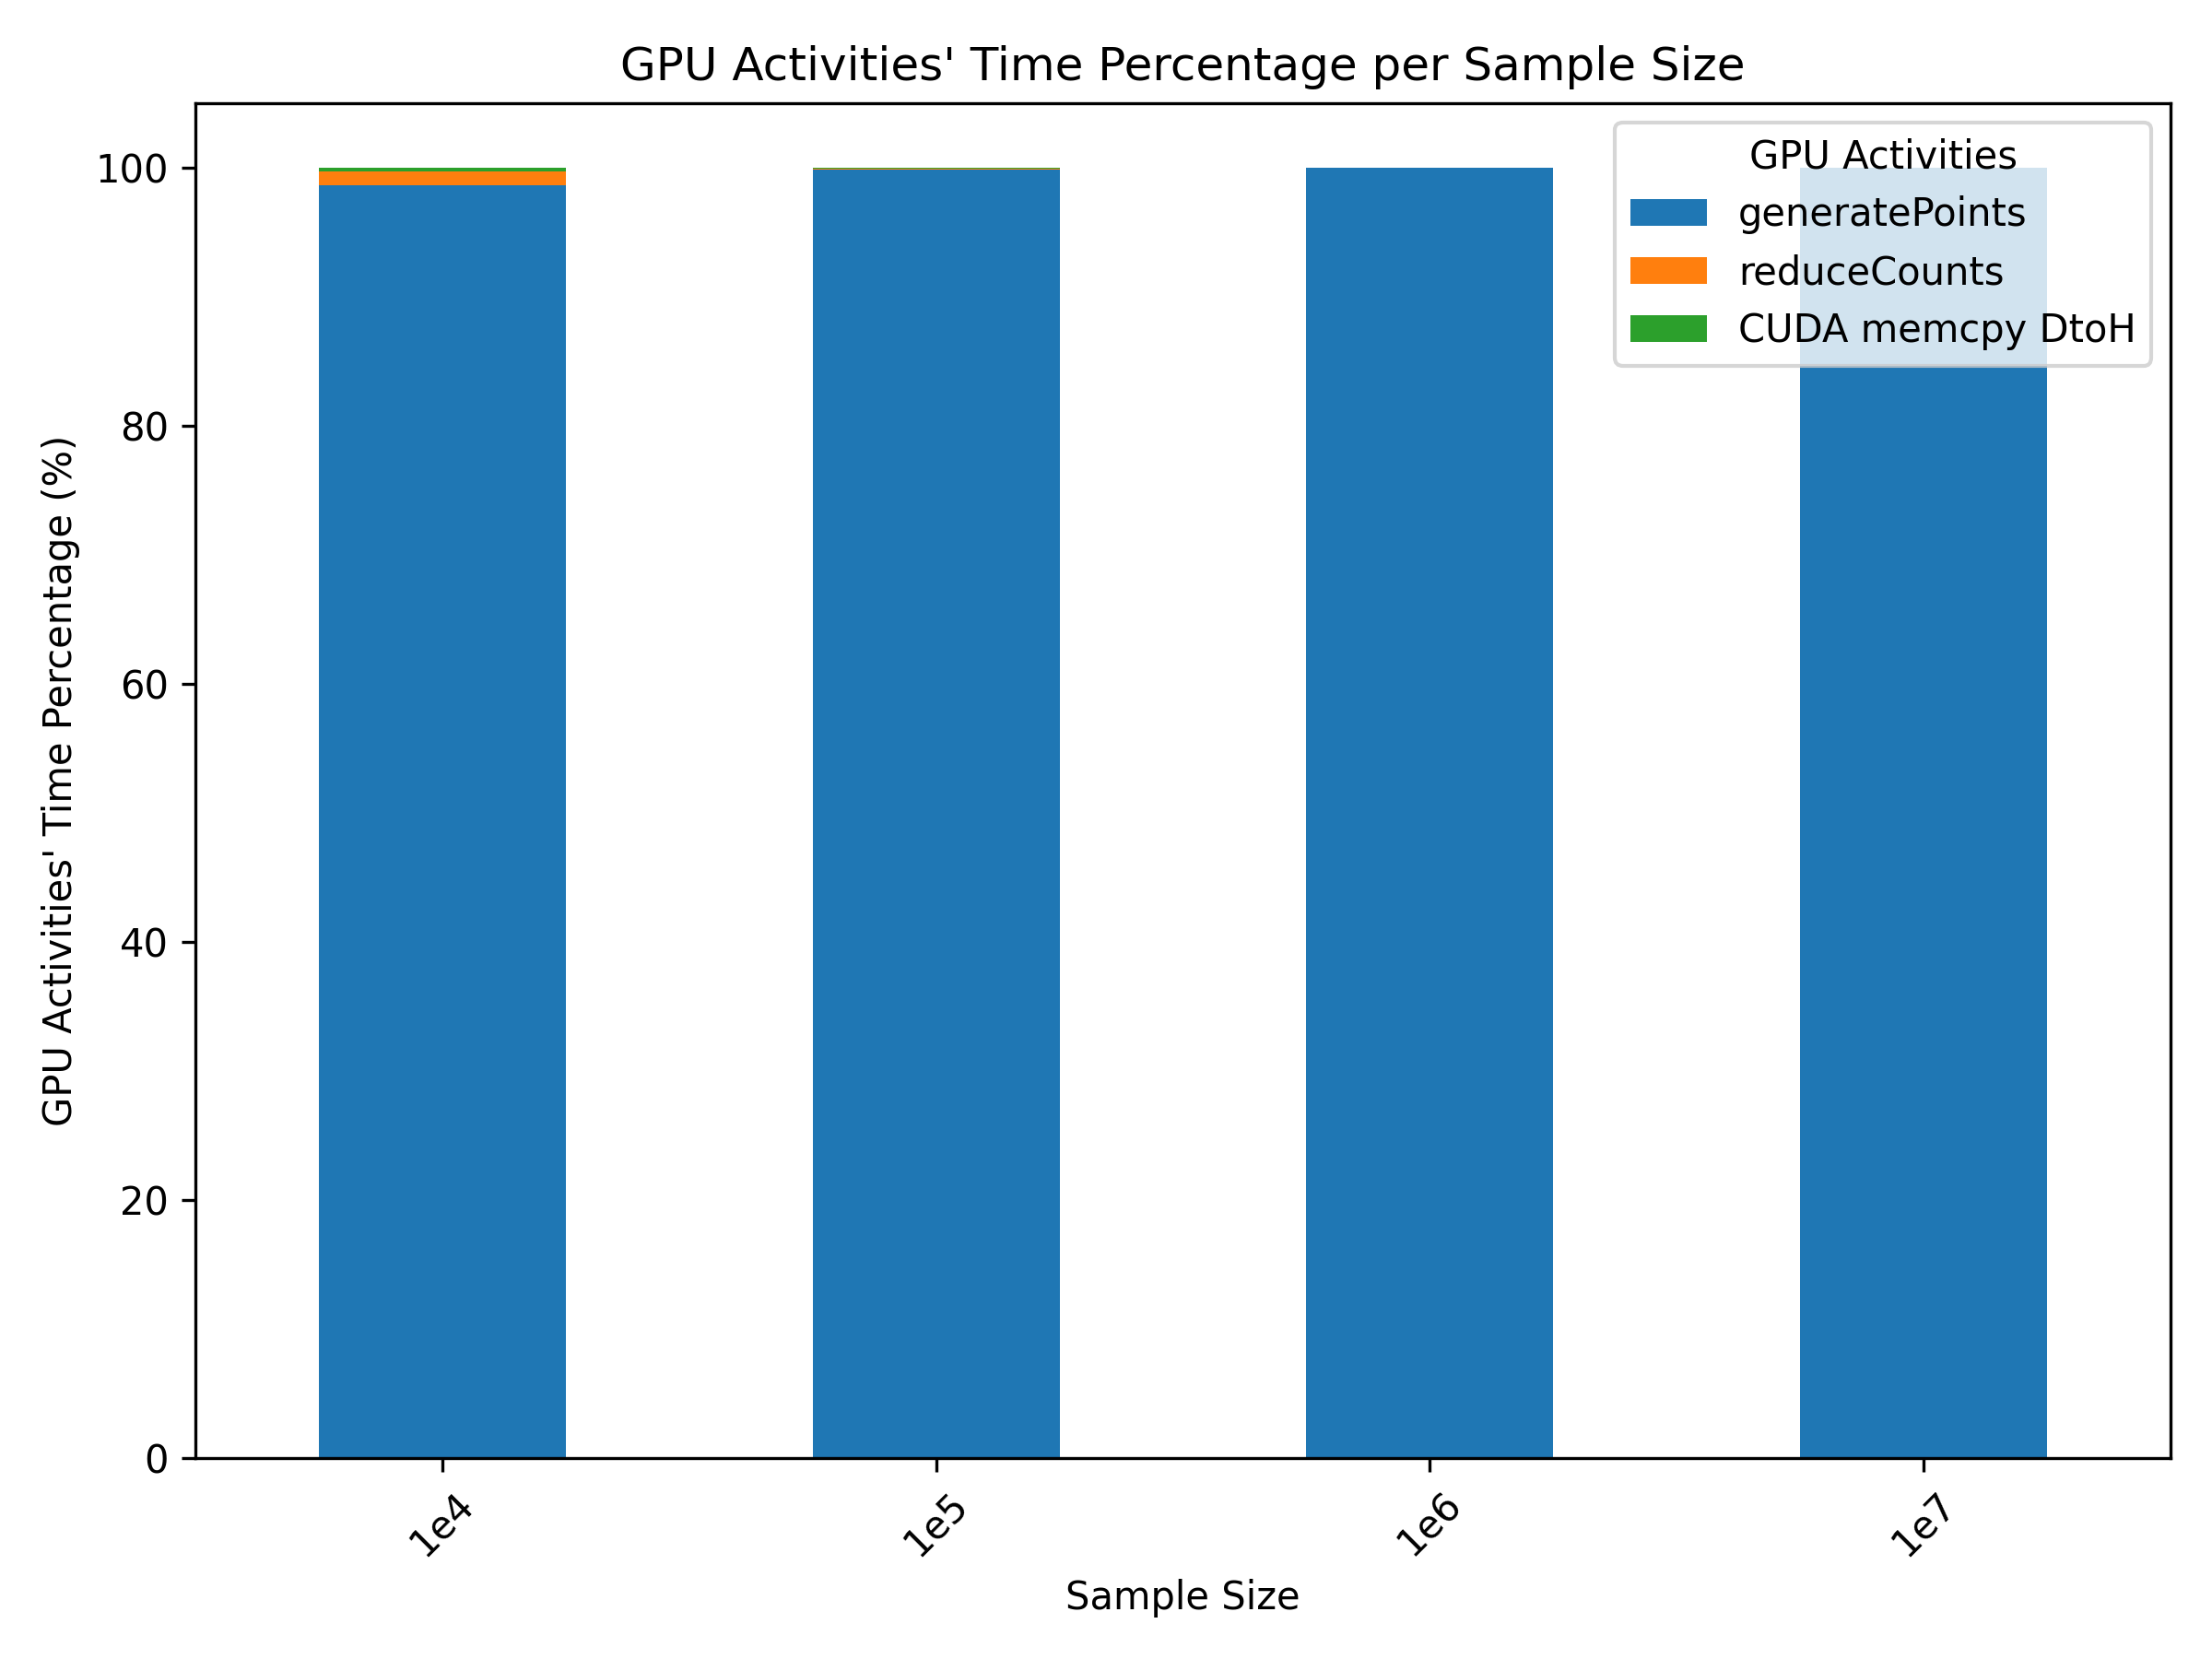 GPU Activities' Time Percentage per Sample Size
GPU Activities
generatePoints
reduceCounts
CUDA memcpy DtoH
GPU Activities' Time Percentage (%)
100
80
60
40
20
0
1e4
1e5
1e6
1e7
Sample Size